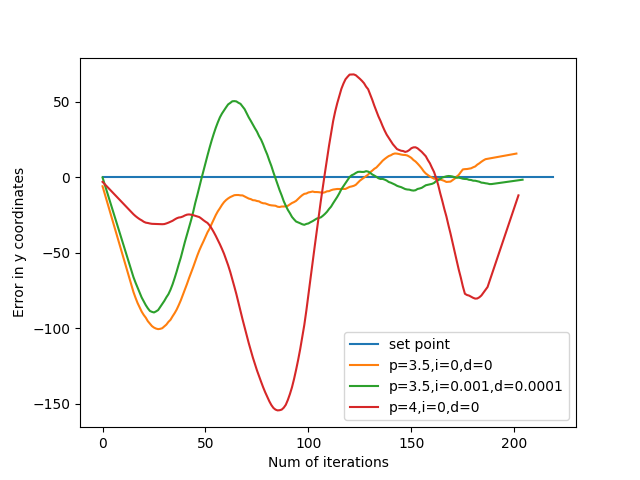 50
0
−50
−100
−150
Error in y coordinates
0
50
100
150
200
Num of iterations
set point
p=3.5,i=0,d=0
p=3.5,i=0.001,d=0.0001
p=4,i=0,d=0